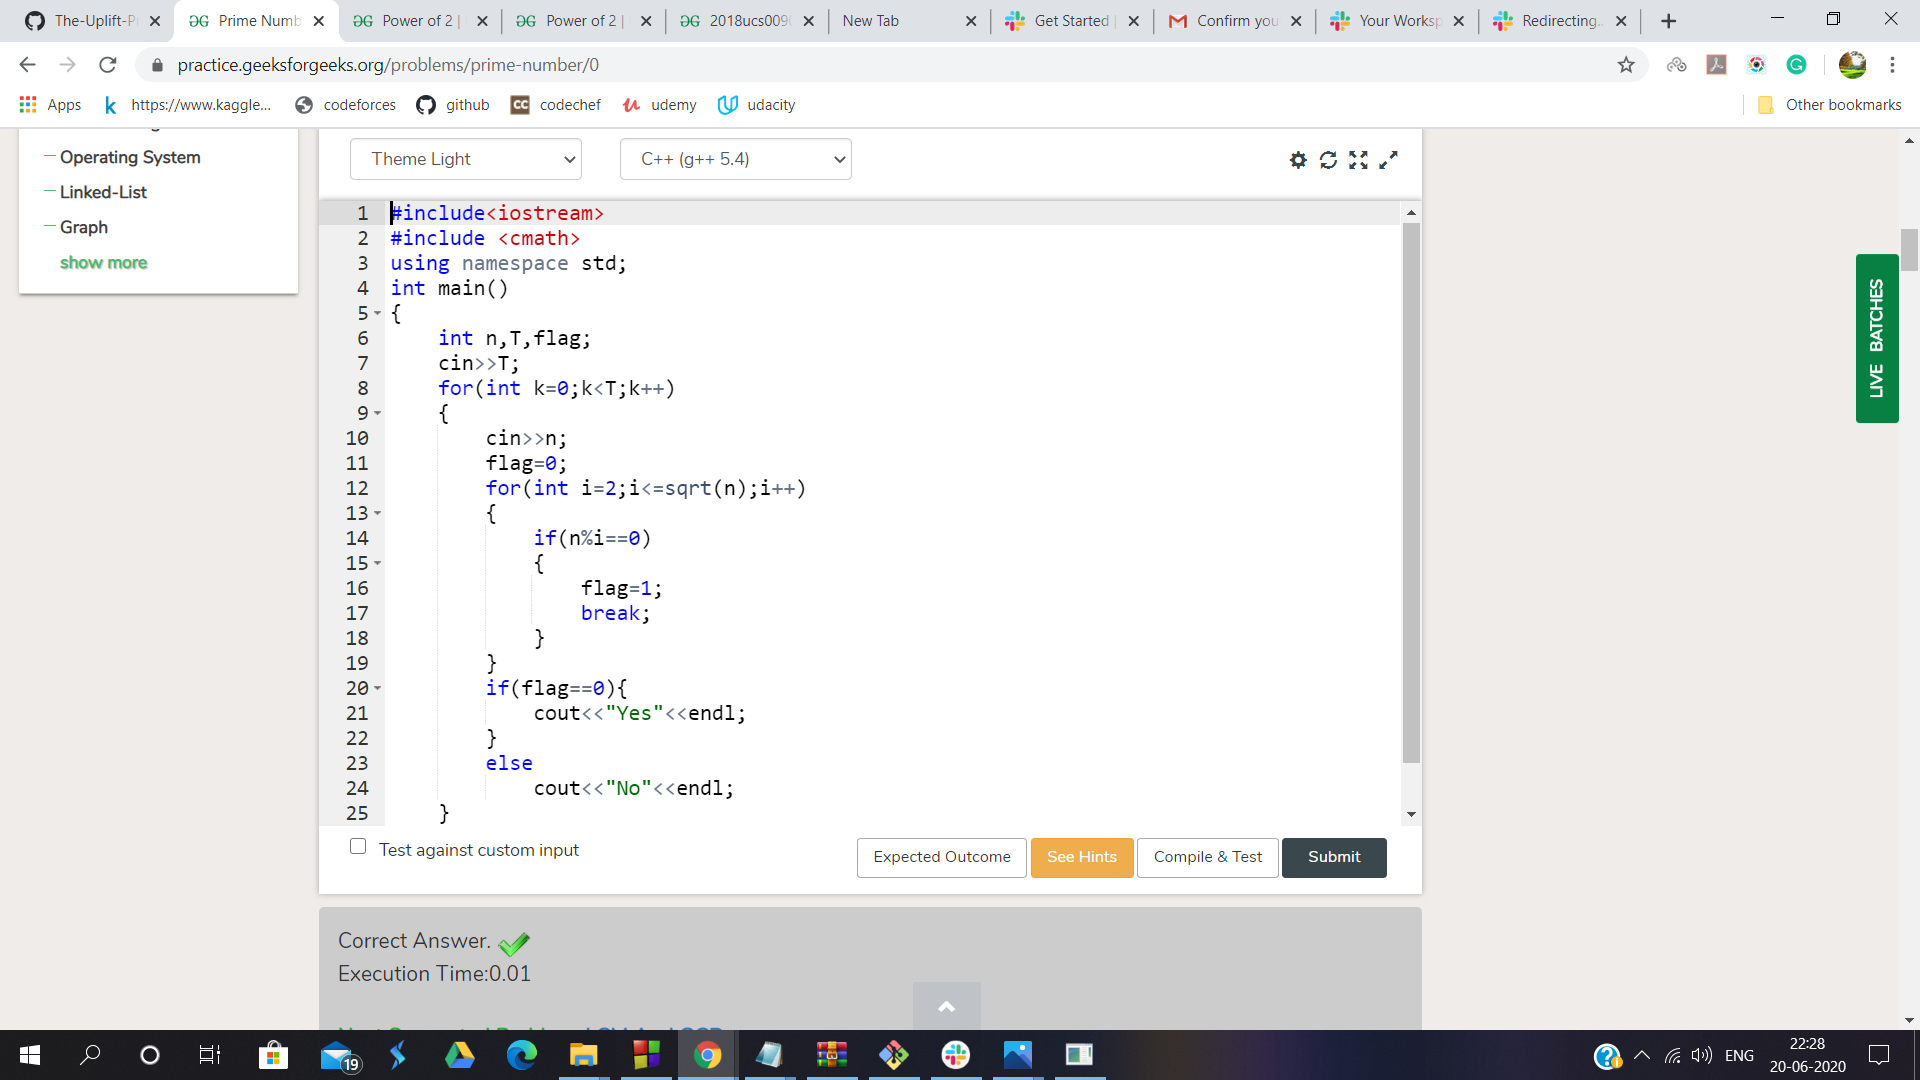 The-Uplift-P
Prime Numb
Power of 2 |
Power of 2 |
2018ucs009
New Tab
Get Started |
Confirm you
Your Worksp
Redirecting..
practice.geeksforgeeks.org/problems/prime-number/0
Apps
https://www.kaggle...
codeforces
github
codechef
udemy
udacity
Other bookmarks
Operating System
Linked-List
Graph
show more
Theme Light
C++ (g++ 5.4)
1 #include<iostream>
2 #include <cmath>
3 using namespace std;
4 int main()
5 {
6 int n,T,flag;
7 cin>>T;
8 for(int k=0;k<T;k++)
9 {
10 cin>>n;
11 flag=0;
12 for(int i=2;i<=sqrt(n);i++)
13 {
14 if(n%i==0)
15 {
16 flag=1;
17 break;
18 }
19 }
20 if(flag==0){
21 cout<<"Yes"<<endl;
22 }
23 else
24 cout<<"No"<<endl;
25 }
LIVE BATCHES
Test against custom input
Expected Outcome
See Hints
Compile & Test
Submit
Correct Answer.
Execution Time:0.01
19
ENG
22:28
20-06-2020